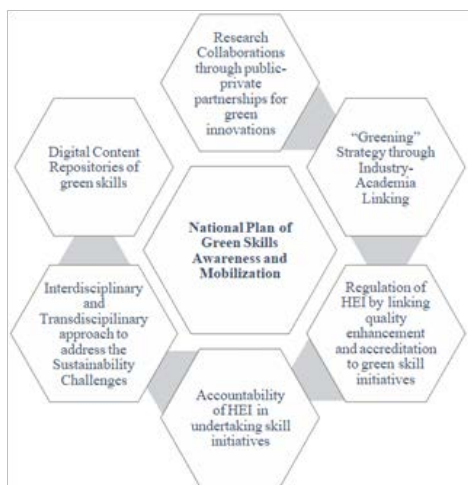 Research
Collaborations
through public-
private
partnerships for
green
innovations
“Greening”
Strategy through
Industry-
Academia
Linking
Regulation of
HEI by linking
quality
enhancement
and accreditation
to green skill
initiatives
Accountability
of HEI in
undertaking skill
initiatives
Interdisciplinary
and
Transdiscipilinary
approach to
address the
Sustainability
Challenges
Digital Content
Repositories of
green skills
National Plan of
Green Skills
Awareness and
Mobilization